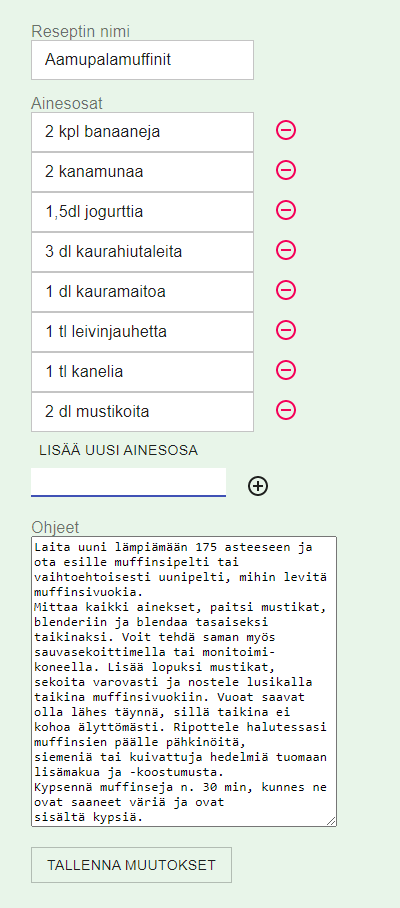 Reseptin nimi
Aamupalamuffinit
Ainesosat
2 kpl banaaneja
2 kanamunaa
1,5dl jogurttia
3 dl kaurahiutaleita
1 dl kauramaitoa
1 tl leivinjauhetta
1 tl kanelia
2 dl mustikoita
LISÄÄ UUSI AINESOSA
Ohjeet
Laita uuni lämpiämään 175 asteeseen ja
ota esille muffinsipelti tai
vaihtoehtoisesti uunipelti, mihin levitä
muffinsivuokia.
Mittaa kaikki ainekset, paitsi mustikat,
blenderiin ja blendaa tasaiseksi
taikinaksi. Voit tehdä saman myös
sauvasekoittimella tai monitoimi-
koneella. Lisää lopuksi mustikat,
sekoita varovasti ja nostele lusikalla
taikina muffinsivuokiin. Vuoat saavat
olla lähes täynnä, sillä taikina ei
kohoa älyttömästi. Ripottele halutessasi
muffinsien päälle pähkinöitä,
siemeniä tai kuivattuja hedelmiä tuomaan
lisämakua ja -koostumusta.
Kypsennä muffinseja n. 30 min, kunnes ne
ovat saaneet väriä ja ovat
sisältä kypsiä.
TALLENNA MUUTOKSET